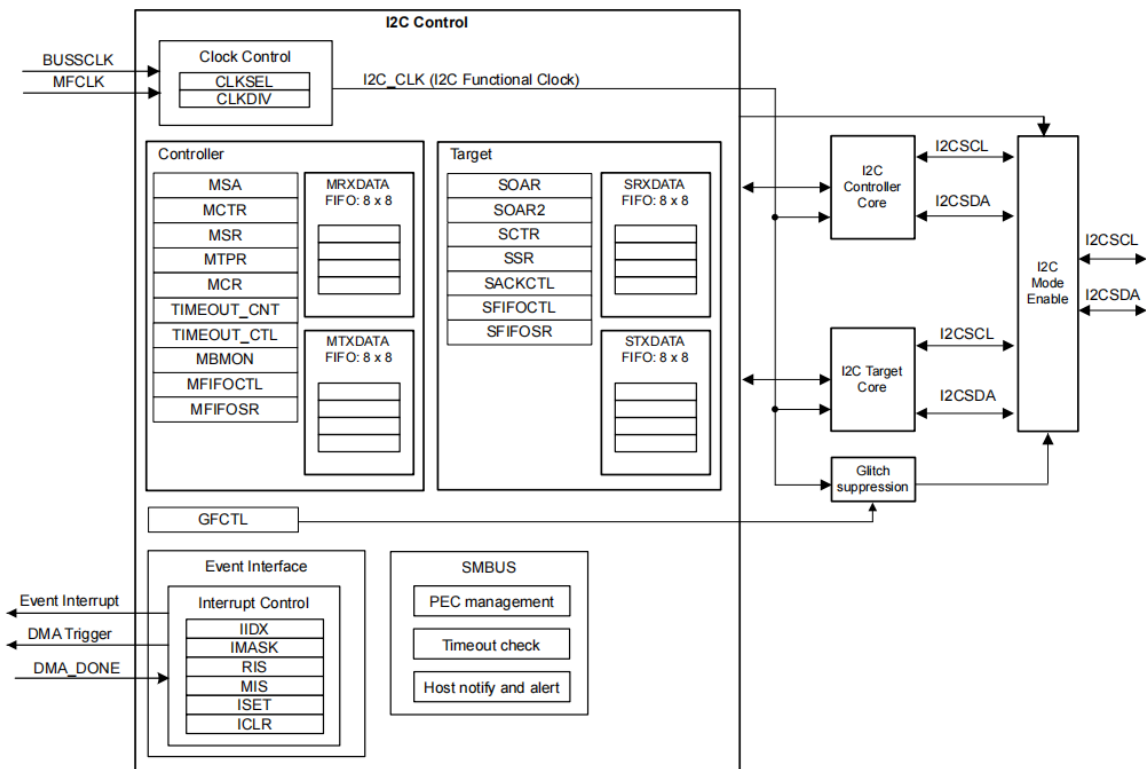 I2C Control
BUSSCLK
MFCLK
Clock Control
CLKSEL
CLKDIV
I2C_CLK (I2C Functional Clock)
Controller
MSA
MCTR
MSR
MTPR
MCR
TIMEOUT_CNT
TIMEOUT_CTL
MBMON
MFIFOCTL
MFIFOSR
MRXDATA
FIFO: 8 x 8
MTXDATA
FIFO: 8 x 8
Target
SOAR
SOAR2
SCTR
SSR
SACKCTL
SFIFOCTL
SFIFOSR
SRXDATA
FIFO: 8 x 8
STXDATA
FIFO: 8 x 8
I2C
Controller
Core
I2CSCL
I2CSDA
I2C Target
Core
I2CSCL
I2CSDA
I2C
Mode
Enable
I2CSCL
I2CSDA
Glitch
suppression
GFCTL
Event Interface
Interrupt Control
IIDX
IMASK
RIS
MIS
ISET
ICLR
Event Interrupt
DMA Trigger
DMA_DONE
SMBUS
PEC management
Timeout check
Host notify and alert